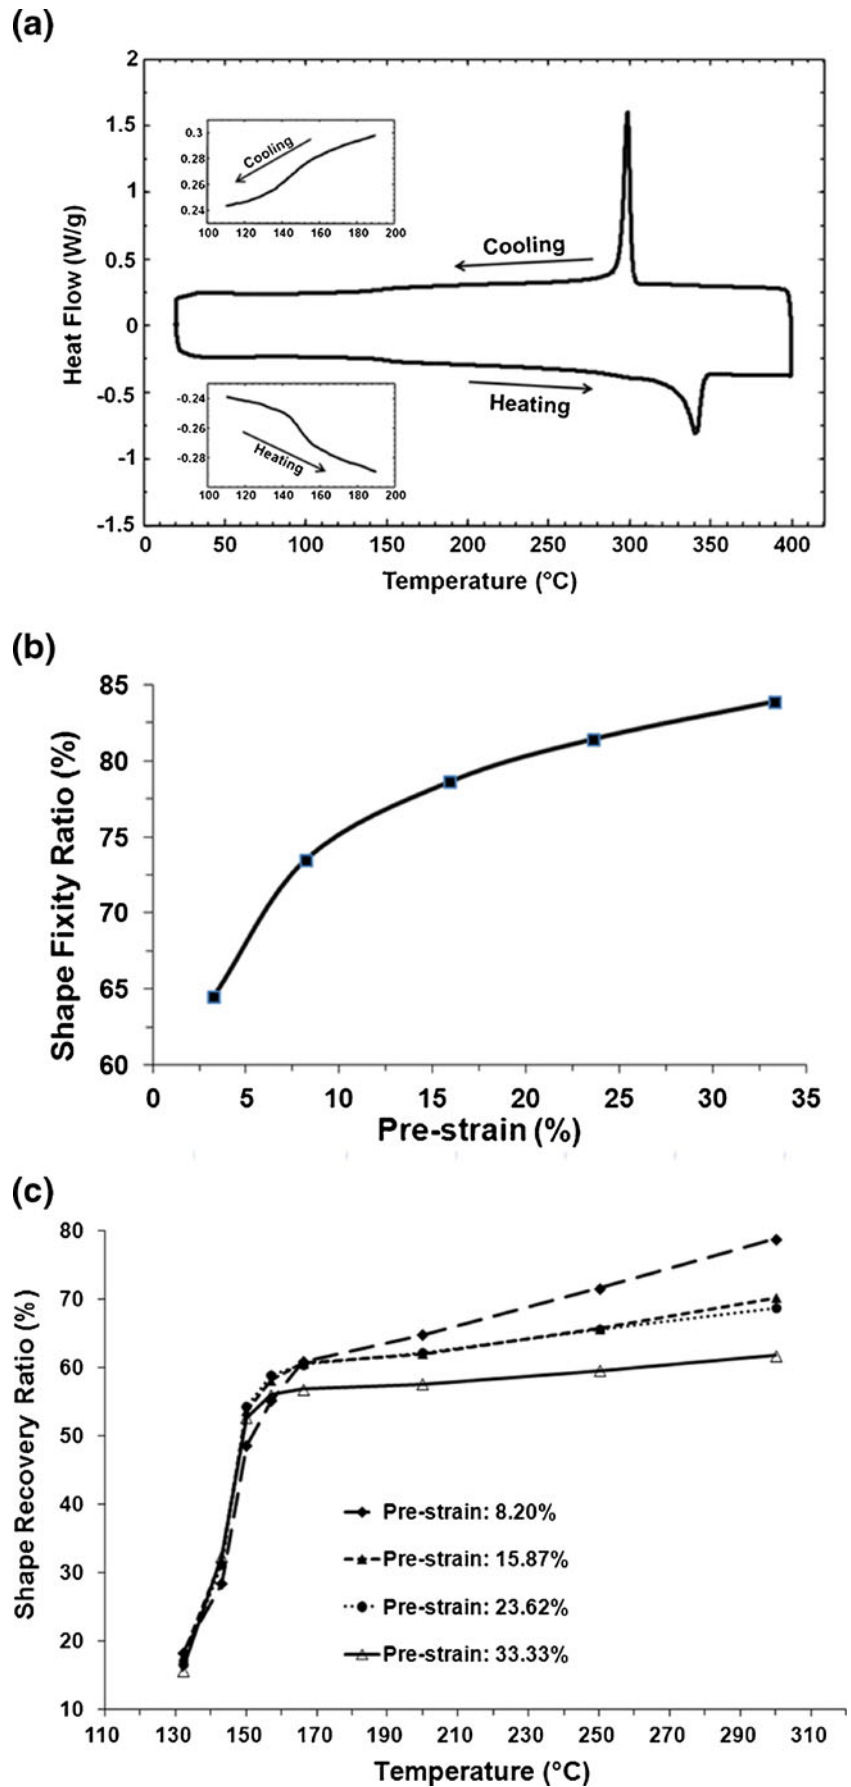 (a)
2
1.5
1
0.5
0
-0.5
-1
-1.5
Heat Flow (W/g)
0.3
0.28
0.26
0.24
100 120 140 160 180 200
Cooling
Cooling
Heating
-0.24
-0.26
-0.28
100 120 140 160 180 200
Heating
0 50 100 150 200 250 300 350 400
Temperature (°C)
(b)
85
80
75
70
65
60
Shape Fixity Ratio (%)
0 5 10 15 20 25 30 35
Pre-strain (%)
(c)
80
70
60
50
40
30
20
10
Shape Recovery Ratio (%)
Pre-strain: 8.20%
Pre-strain: 15.87%
Pre-strain: 23.62%
Pre-strain: 33.33%
110 130 150 170 190 210 230 250 270 290 310
Temperature (°C)